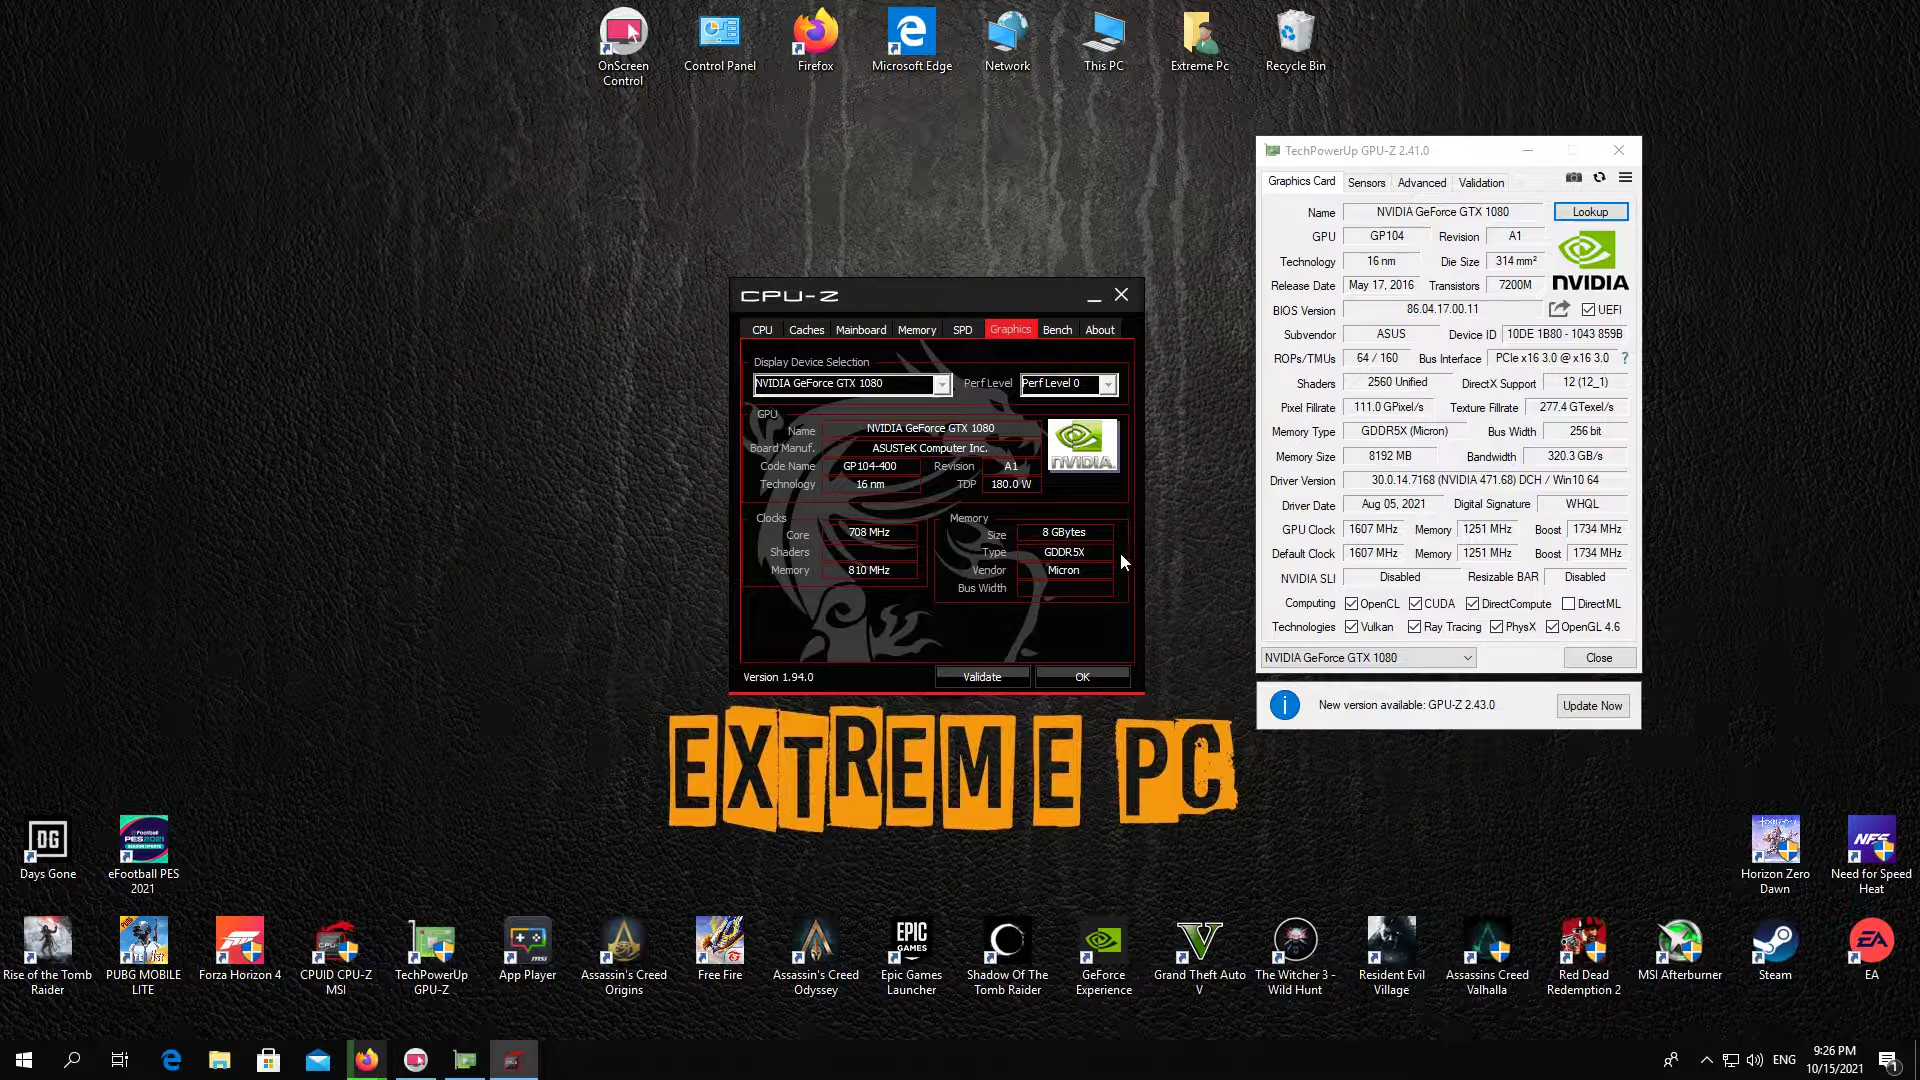 OnScreen Control
Control Panel
Firefox
Microsoft Edge
Network
This PC
Extreme Pc
Recycle Bin
TechPowerUp GPU-Z 2.41.0
Graphics Card Sensors Advanced Validation
Name NVIDIA GeForce GTX 1080 Lookup
GPU GP104 Revision A1
Technology 16 nm Die Size 314 mm²
Release Date May 17, 2016 Transistors 7200M
NVIDIA
BIOS Version 86.04.17.00.11 UEFI
Subvendor ASUS Device ID 10DE 1B80 - 1043 859B
ROPs/TMUs 64 / 160 Bus Interface PCIe x16 3.0 @ x16 3.0 ?
Shaders 2560 Unified DirectX Support 12 (12_1)
Pixel Fillrate 111.0 GPixel/s Texture Fillrate 277.4 GTexel/s
Memory Type GDDR5X (Micron) Bus Width 256 bit
Memory Size 8192 MB Bandwidth 320.3 GB/s
Driver Version 30.0.14.7168 (NVIDIA 471.68) DCH / Win10 64
Driver Date Aug 05, 2021 Digital Signature WHQL
GPU Clock 1607 MHz Memory 1251 MHz Boost 1734 MHz
Default Clock 1607 MHz Memory 1251 MHz Boost 1734 MHz
NVIDIA SLI Disabled Resizable BAR Disabled
Computing OpenCL CUDA DirectCompute DirectML
Technologies Vulkan Ray Tracing PhysX OpenGL 4.6
NVIDIA GeForce GTX 1080 Close
New version available: GPU-Z 2.43.0 Update Now
CPU-Z
CPU Caches Mainboard Memory SPD Graphics Bench About
Display Device Selection
NVIDIA GeForce GTX 1080 Perf Level Perf Level 0
GPU
Name NVIDIA GeForce GTX 1080
Board Manuf. ASUSTeK Computer Inc.
Code Name GP104-400 Revision A1
Technology 16 nm TDP 180.0 W
NVIDIA.
Clocks
Core 708 MHz
Shaders
Memory 810 MHz
Memory
Size 8 GBytes
Type GDDR5X
Vendor Micron
Bus Width
Version 1.94.0 Validate OK
EXTREME PC
DG
Days Gone
eFootball
PES2021
SEASON UPDATE
eFootball PES 2021
Horizon Zero Dawn
NFS
Need for Speed Heat
Rise of the Tomb Raider
PUBG MOBILE LITE
Forza Horizon 4
CPUID CPU-Z MSI
TechPowerUp GPU-Z
msi
App Player
Assassin's Creed Origins
Free Fire
Assassin's Creed Odyssey
EPIC GAMES
Epic Games Launcher
Shadow Of The Tomb Raider
GeForce Experience
V
Grand Theft Auto V
The Witcher 3 - Wild Hunt
Resident Evil Village
Assassins Creed Valhalla
Red Dead Redemption 2
MSI Afterburner
Steam
EA
EA
ENG
9:26 PM
10/15/2021
1